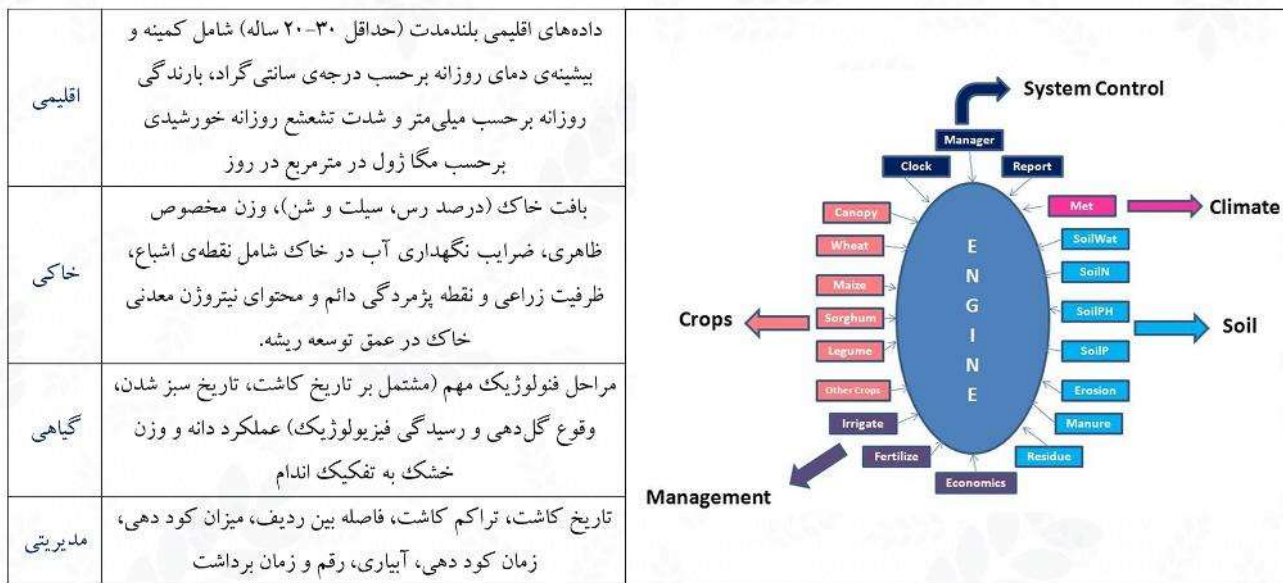 اقلیمی
داده‌های اقلیمی بلندمدت (حداقل ۳۰-۲۰ ساله) شامل کمینه و
بیشینه‌ی دمای روزانه برحسب درجه‌ی سانتی‌گراد، بارندگی
روزانه برحسب میلی‌متر و شدت تشعشع روزانه خورشیدی
برحسب مگا ژول در مترمربع در روز
خاکی
بافت خاک (درصد رس، سیلت و شن)، وزن مخصوص
ظاهری، ضرایب نگهداری آب در خاک شامل نقطه‌ی اشباع،
ظرفیت زراعی و نقطه پژمردگی دائم و محتوای نیتروژن معدنی
خاک در عمق توسعه ریشه.
گیاهی
مراحل فنولوژیک مهم (مشتمل بر تاریخ کاشت، تاریخ سبز شدن،
وقوع گل‌دهی و رسیدگی فیزیولوژیک) عملکرد دانه و وزن
خشک به تفکیک اندام
مدیریتی
تاریخ کاشت، تراکم کاشت، فاصله بین ردیف، میزان کود دهی،
زمان کود دهی، آبیاری، رقم و زمان برداشت
System Control
Manager
Clock
Report
Canopy
Met
Climate
Wheat
SoilWat
SoilN
Maize
SoilPH
Crops
Sorghum
Soil
Legume
SoilP
Other Crops
Erosion
Irrigate
Manure
Fertilize
Residue
Economics
Management
ENGINE